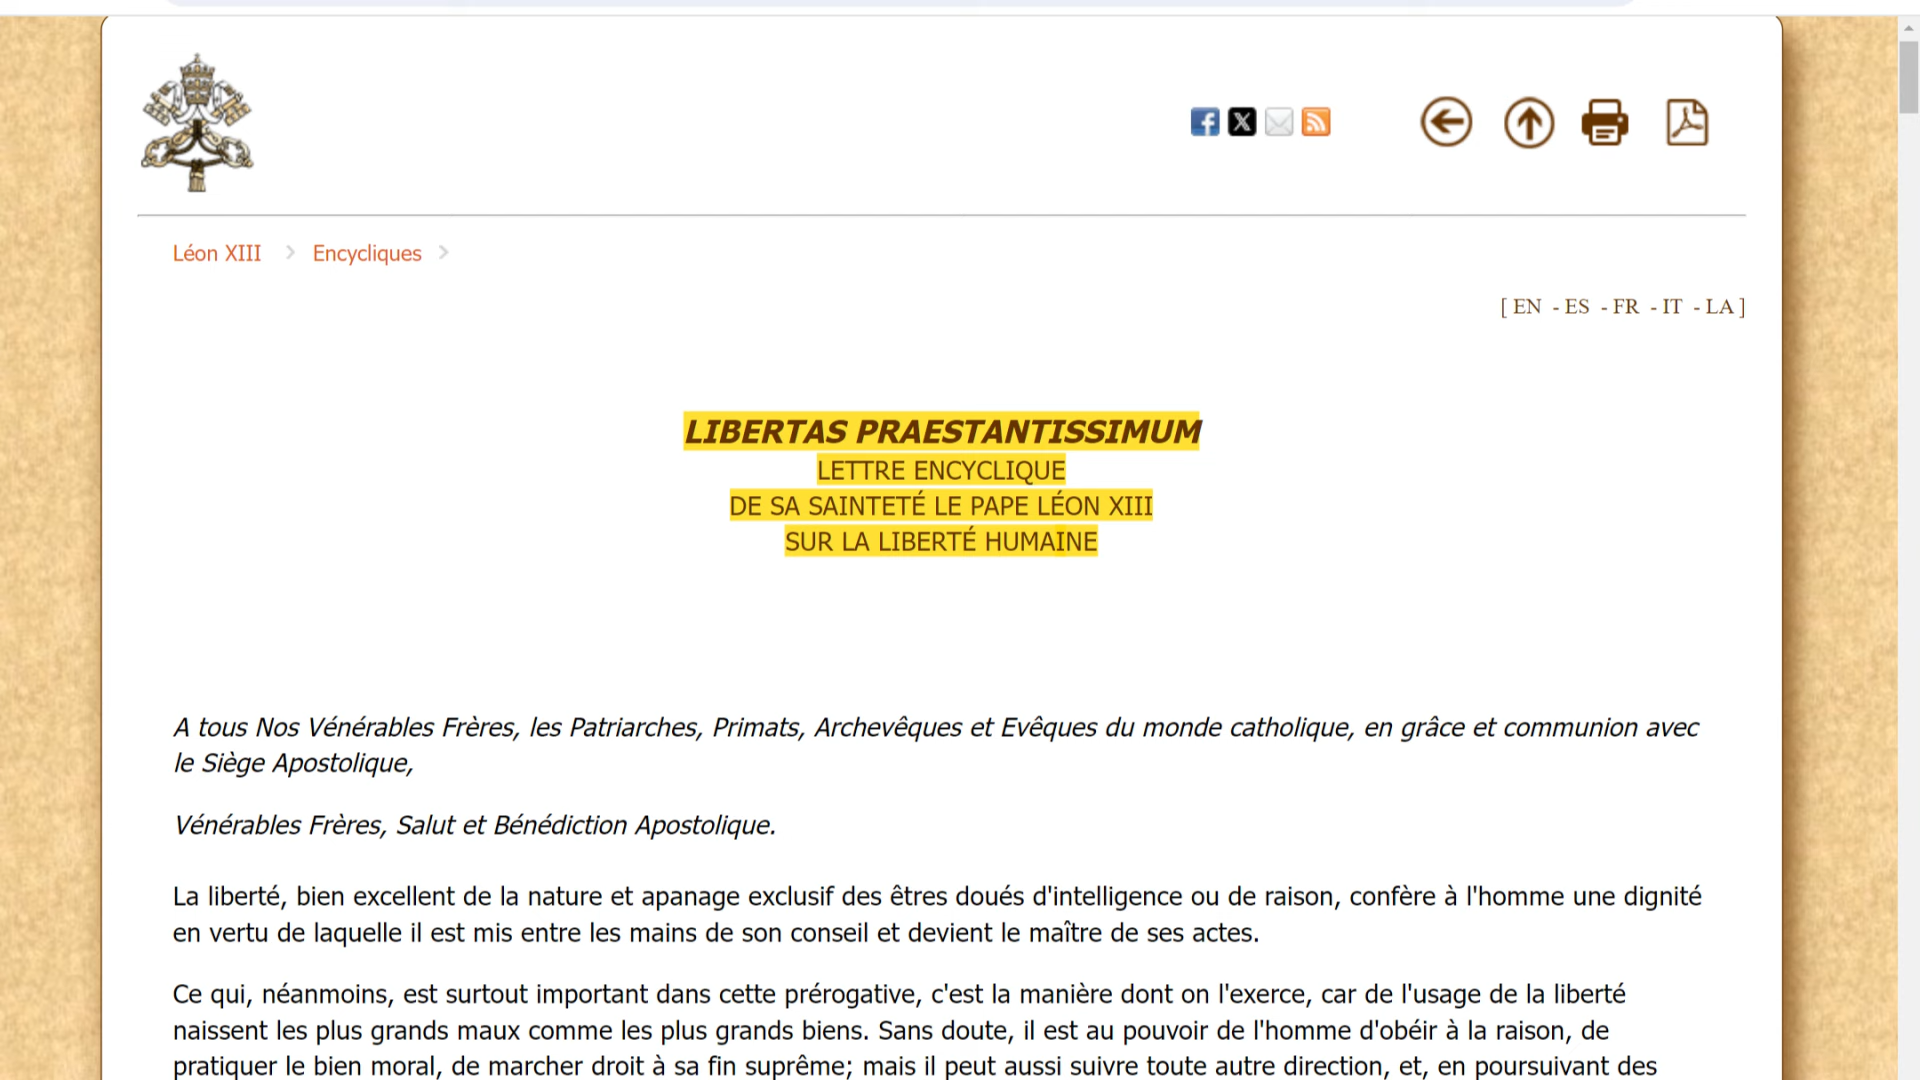 Léon XIII > Encycliques >
[ EN - ES - FR - IT - LA ]
LIBERTAS PRAESTANTISSIMUM
LETTRE ENCYCLIQUE
DE SA SAINTETÉ LE PAPE LÉON XIII
SUR LA LIBERTÉ HUMAINE
A tous Nos Vénérables Frères, les Patriarches, Primats, Archevêques et Evêques du monde catholique, en grâce et communion avec
le Siège Apostolique,
Vénérables Frères, Salut et Bénédiction Apostolique.
La liberté, bien excellent de la nature et apanage exclusif des êtres doués d'intelligence ou de raison, confère à l'homme une dignité
en vertu de laquelle il est mis entre les mains de son conseil et devient le maître de ses actes.
Ce qui, néanmoins, est surtout important dans cette prérogative, c'est la manière dont on l'exerce, car de l'usage de la liberté
naissent les plus grands maux comme les plus grands biens. Sans doute, il est au pouvoir de l'homme d'obéir à la raison, de
pratiquer le bien moral, de marcher droit à sa fin suprême; mais il peut aussi suivre toute autre direction, et, en poursuivant des